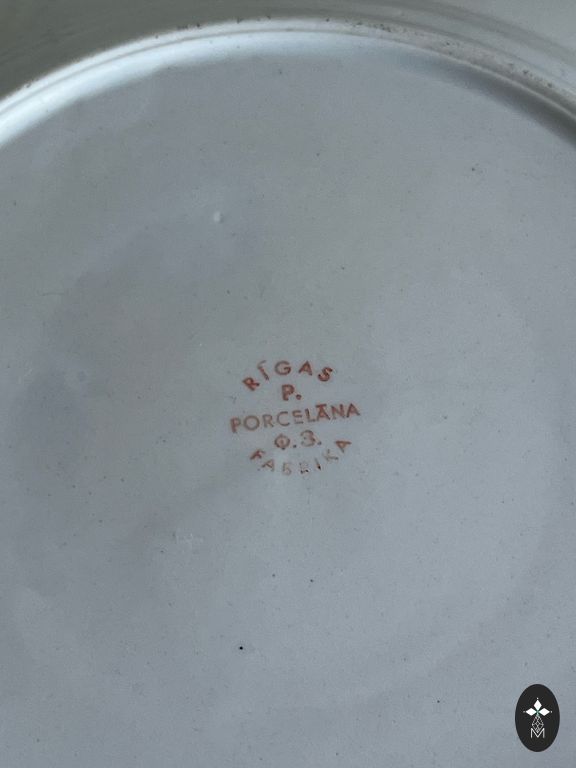 RĪGAS
P.
PORCELĀNA
Ф.З.
FABRIKA